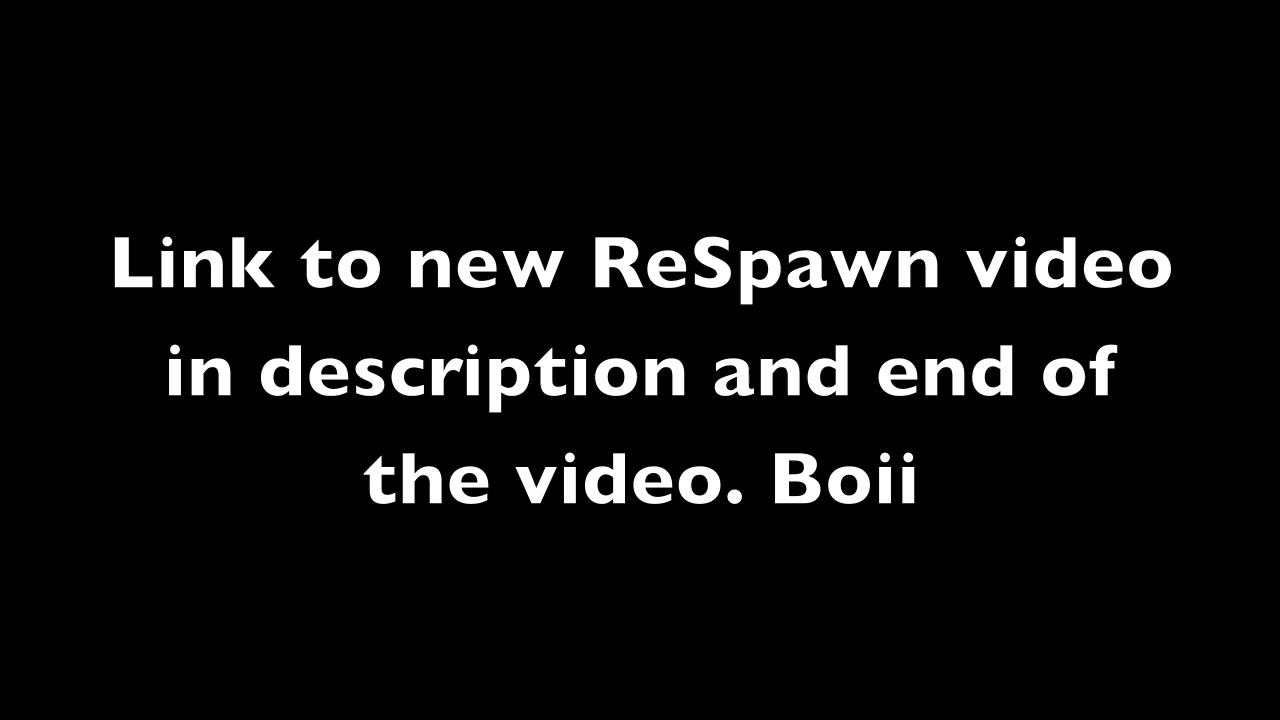 Link to new ReSpawn video
in description and end of
the video. Boii